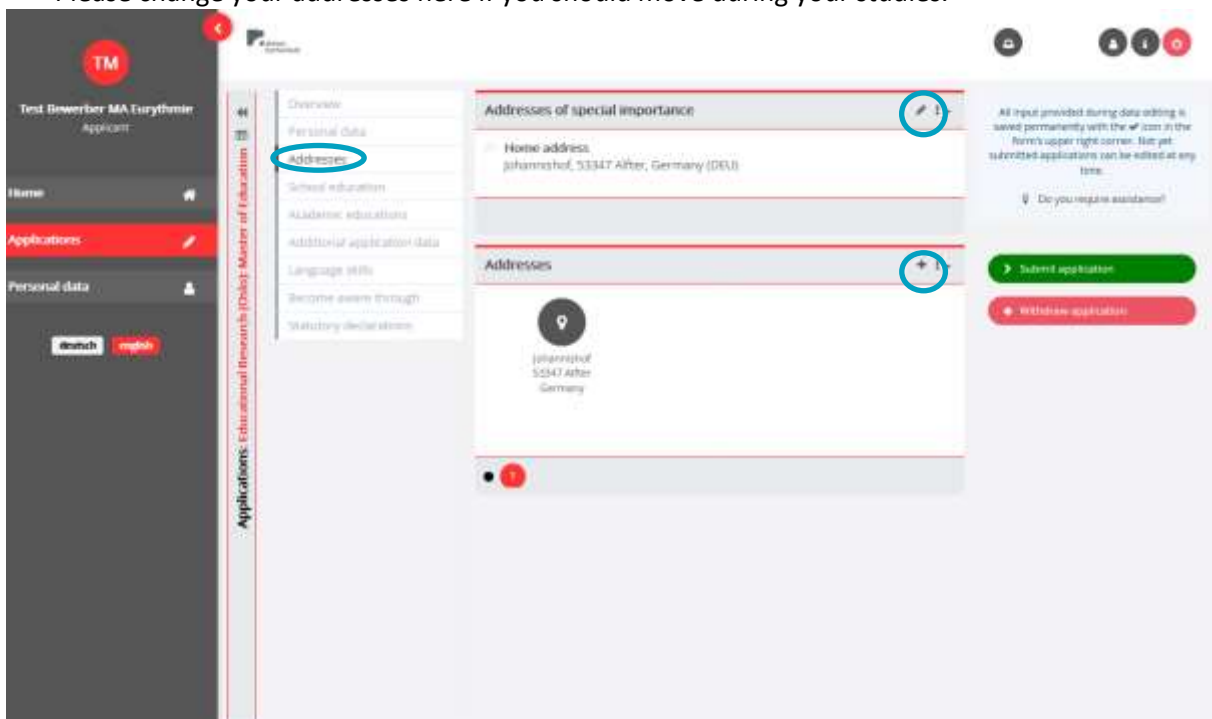 Please change your addresses here if you should move during your studies.
TM
Test Bewerber MA Eurythmie
Applicant
Home
Applications
Personal data
deutsch english
Applications: Educational Research (Oslo): Master of Education
Overview
Personal data
Addresses
School education
Academic educations
Additional application data
Language skills
Become aware through
Statutory declarations
Addresses of special importance
Home address
Johannishof, 53347 Alfter, Germany (DEU)
Addresses
Johannishof
53347 Alfter
Germany
All input provided during data editing is
saved permanently with the ✔ icon in the
form's upper right corner. Not yet
submitted applications can be edited at any
time.
Do you require assistance?
Submit application
Withdraw application